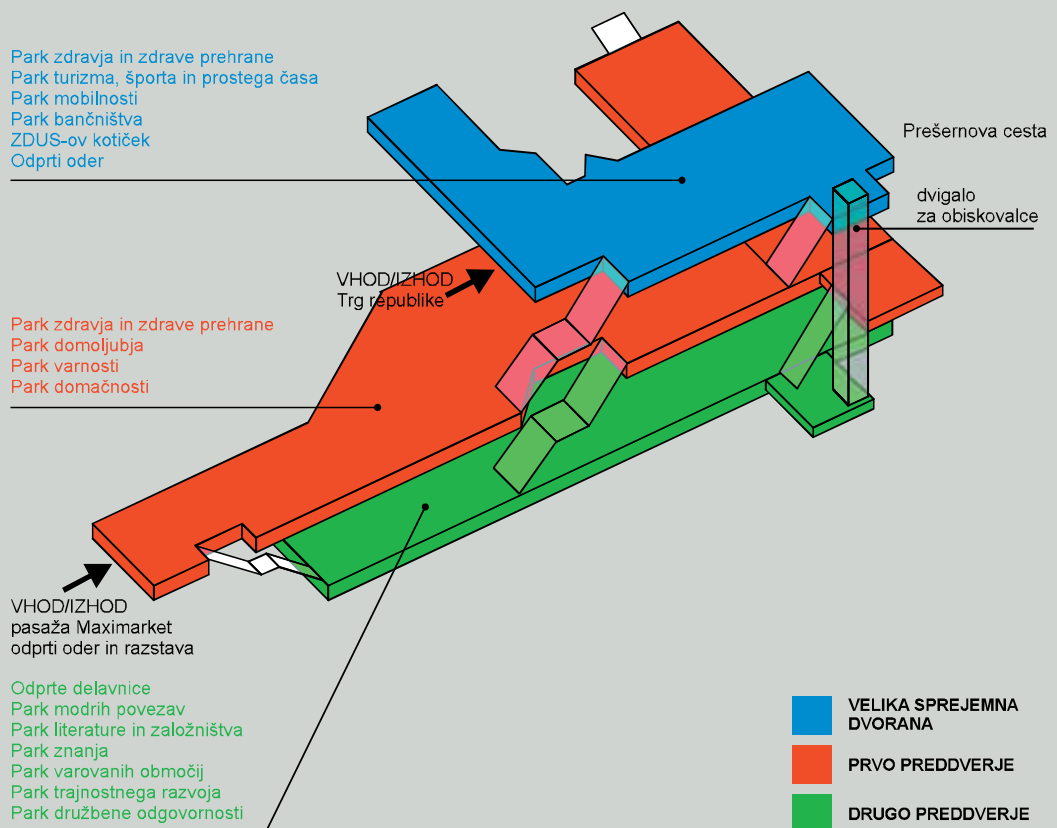 Park zdravja in zdrave prehrane
Park turizma, športa in prostega časa
Park mobilnosti
Park bančništva
ZDUS-ov kotiček
Odprti oder
Prešernova cesta
dvigalo
za obiskovalce
VHOD/IZHOD
Trg republike
Park zdravja in zdrave prehrane
Park domoljubja
Park varnosti
Park domačnosti
VHOD/IZHOD
pasaža Maximarket
odprti oder in razstava
Odprte delavnice
Park modrih povezav
Park literature in založništva
Park znanja
Park varovanih območij
Park trajnostnega razvoja
Park družbene odgovornosti
VELIKA SPREJEMNA
DVORANA
PRVO PREDDVERJE
DRUGO PREDDVERJE